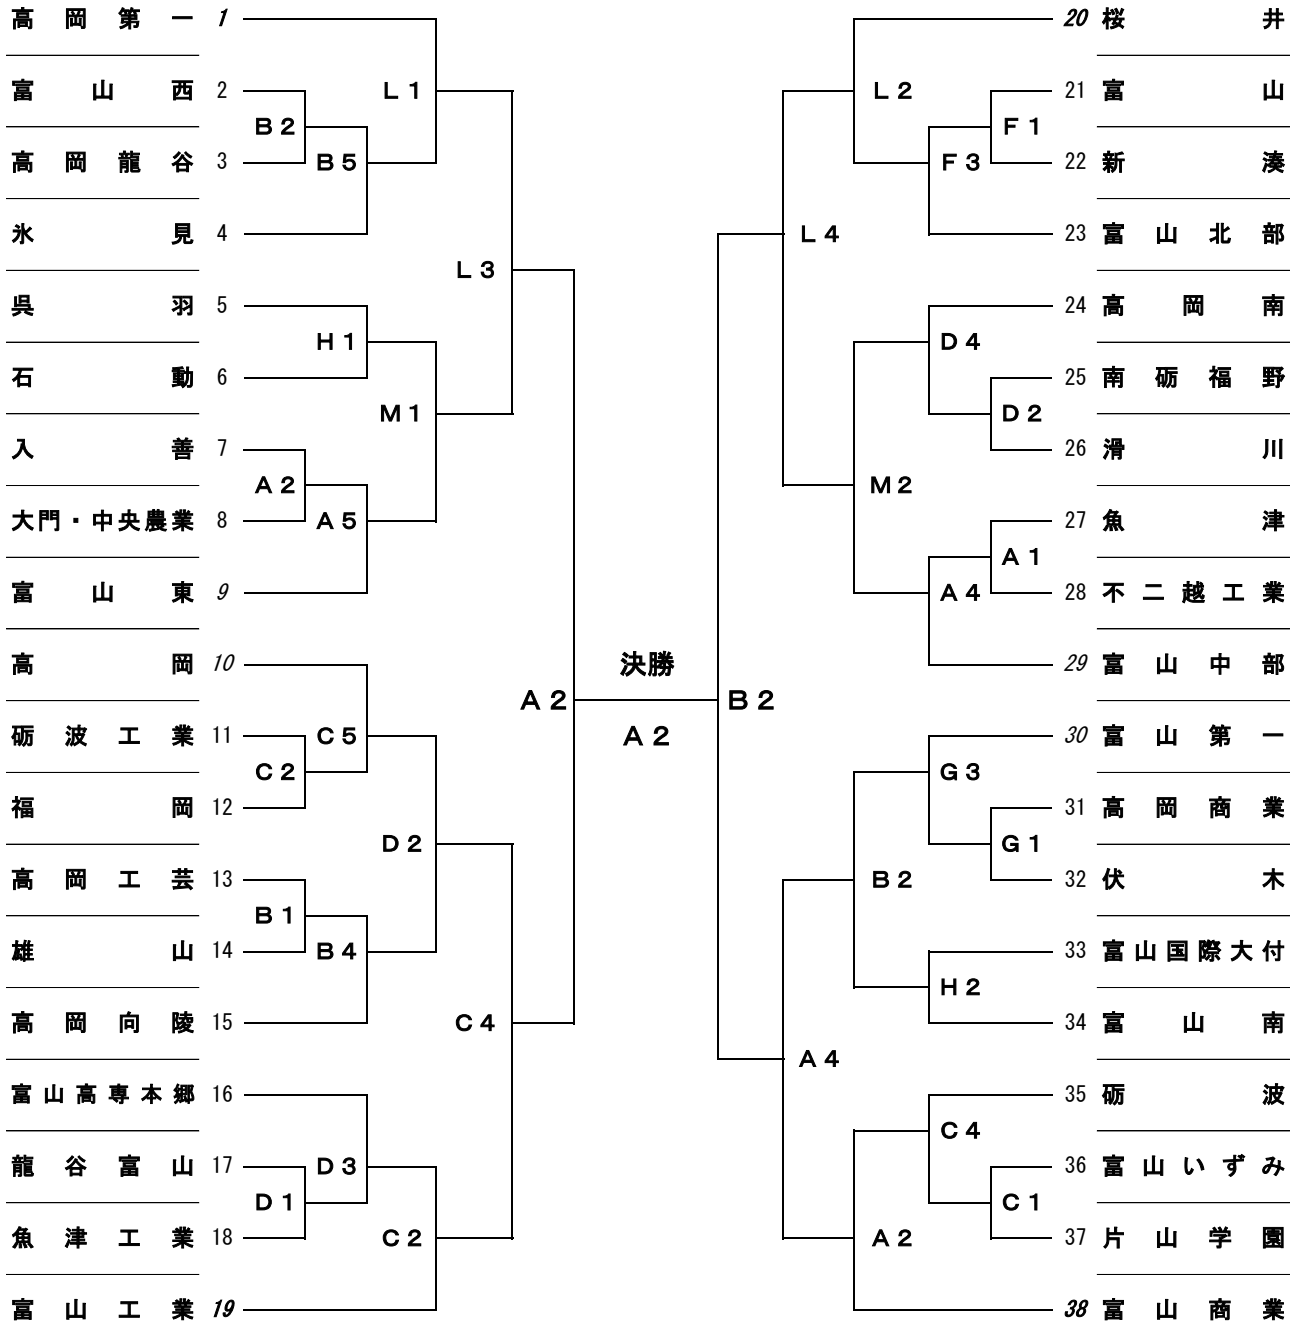 高岡第一 1
L1
富山西 2
B2
高岡龍谷 3
B5
氷見 4
L3
呉羽 5
H1
石動 6
M1
入善 7
A2
大門・中央農業 8
A5
富山東 9
高岡 10
A2
砺波工業 11
C5
C2
福岡 12
D2
高岡工芸 13
B1
雄山 14
B4
高岡向陵 15
C4
富山高専本郷 16
龍谷富山 17
D3
D1
魚津工業 18
C2
富山工業 19
決勝
A2
20 桜井
L2
21 富山
F1
22 新湊
F3
23 富山北部
L4
24 高岡南
D4
25 南砺福野
D2
26 滑川
M2
27 魚津
A1
28 不二越工業
A4
29 富山中部
B2
30 富山第一
G3
31 高岡商業
G1
32 伏木
B2
33 富山国際大付
H2
34 富山南
A4
35 砺波
C4
36 富山いずみ
C1
37 片山学園
A2
38 富山商業